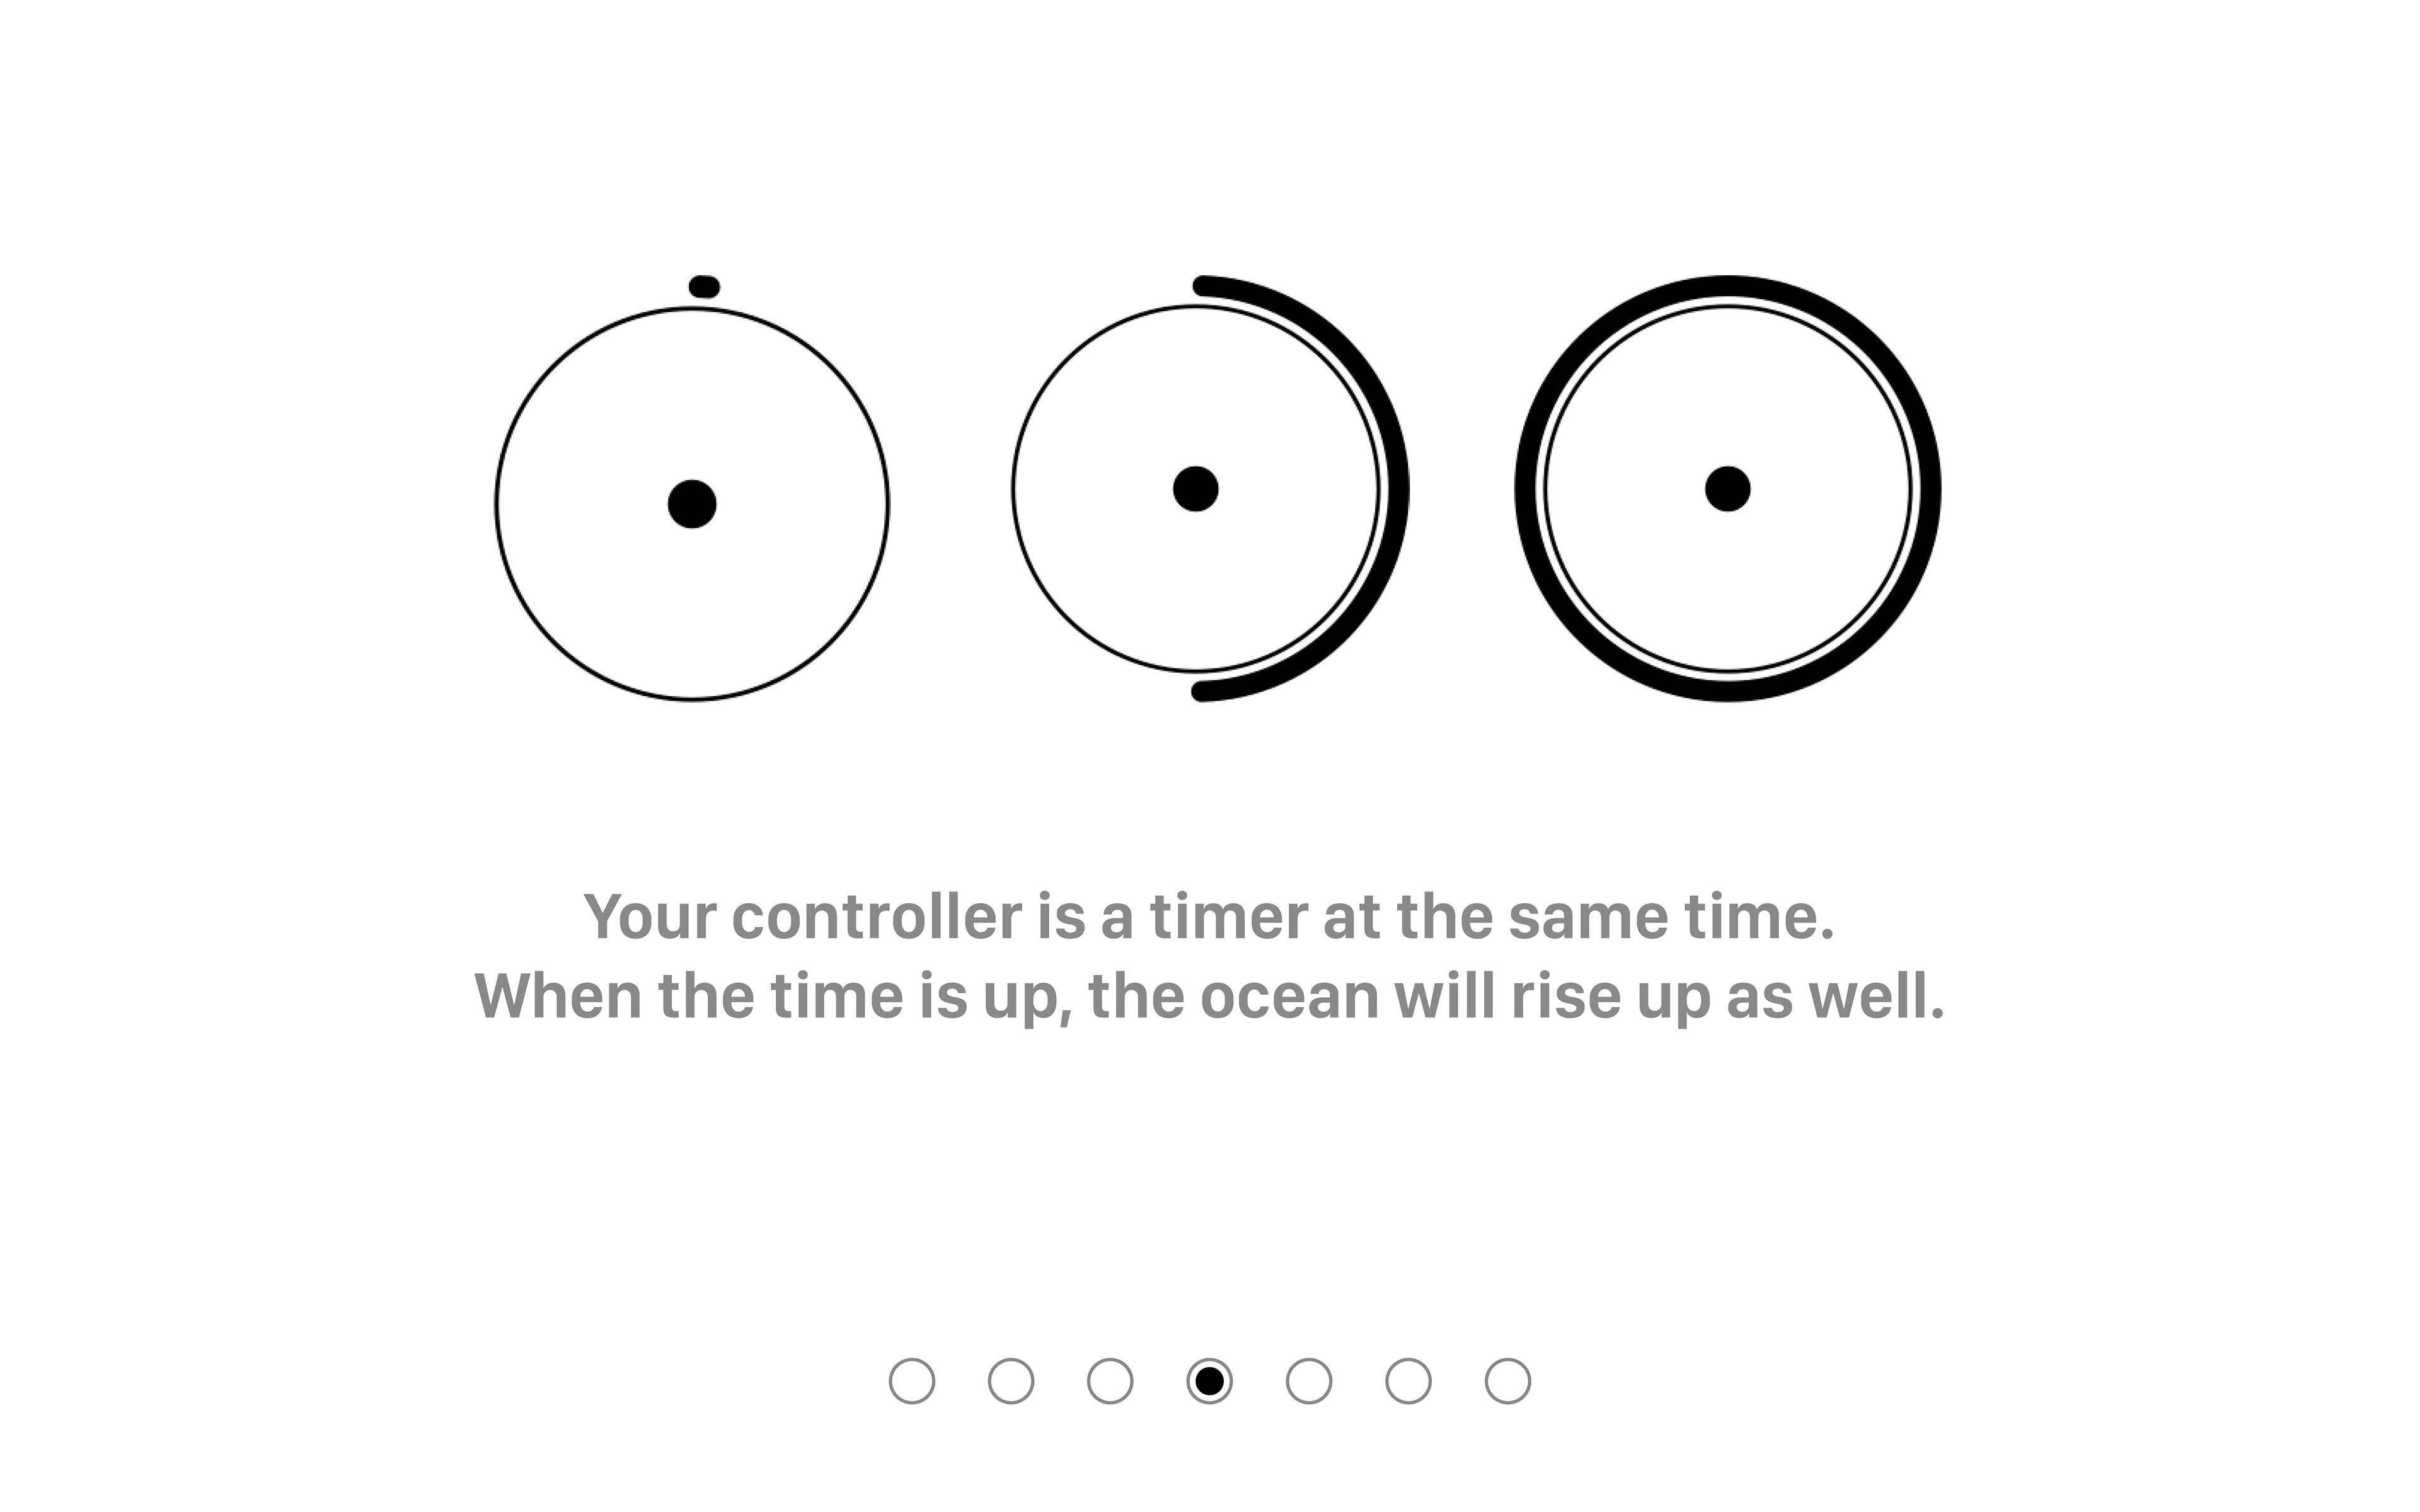 Your controller is a timer at the same time.
When the time is up, the ocean will rise up as well.